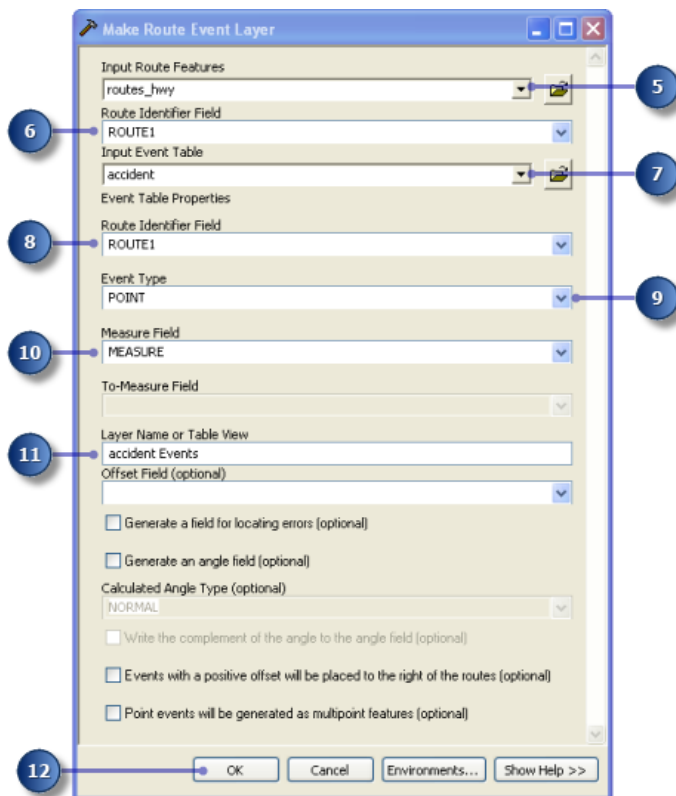 Make Route Event Layer
Input Route Features
routes_hwy
5
6
Route Identifier Field
ROUTE1
Input Event Table
accident
7
Event Table Properties
8
Route Identifier Field
ROUTE1
Event Type
POINT
9
Measure Field
10
MEASURE
To-Measure Field
Layer Name or Table View
11
accident Events
Offset Field (optional)
Generate a field for locating errors (optional)
Generate an angle field (optional)
Calculated Angle Type (optional)
NORMAL
Write the complement of the angle to the angle field (optional)
Events with a positive offset will be placed to the right of the routes (optional)
Point events will be generated as multipoint features (optional)
12
OK Cancel Environments... Show Help >>